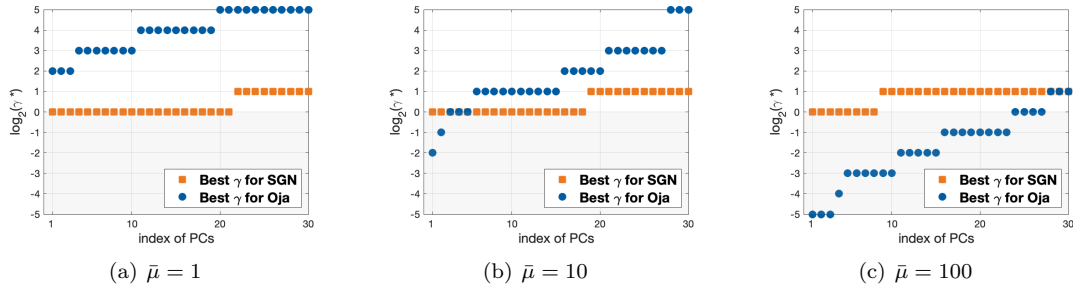 5
4
3
2
1
0
-1
-2
-3
-4
-5
log2(γ*)
Best γ for SGN
Best γ for Oja
1 10 20 30
index of PCs
(a) μ̄ = 1
5
4
3
2
1
0
-1
-2
-3
-4
-5
log2(γ*)
Best γ for SGN
Best γ for Oja
1 10 20 30
index of PCs
(b) μ̄ = 10
5
4
3
2
1
0
-1
-2
-3
-4
-5
log2(γ*)
Best γ for SGN
Best γ for Oja
1 10 20 30
index of PCs
(c) μ̄ = 100